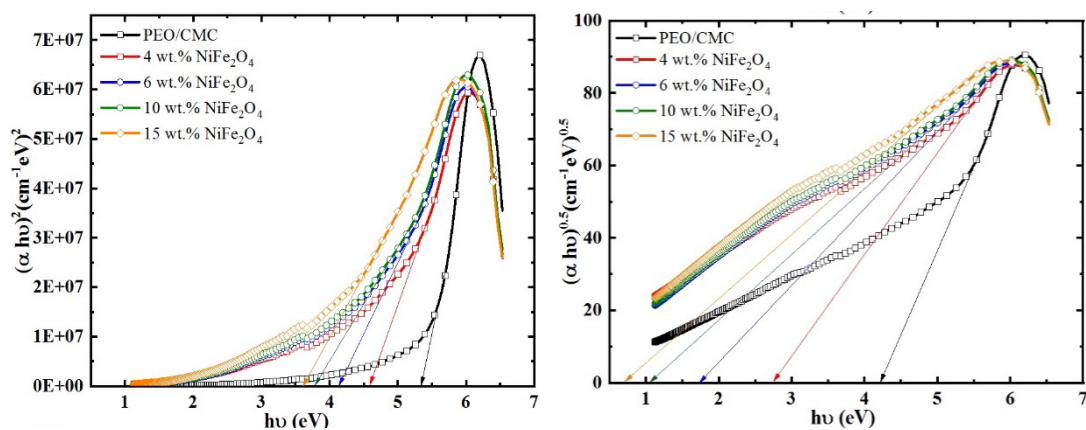 PEO/CMC
4 wt.% NiFe₂O₄
6 wt.% NiFe₂O₄
10 wt.% NiFe₂O₄
15 wt.% NiFe₂O₄
7E+07
6E+07
5E+07
4E+07
3E+07
2E+07
1E+07
0E+00
(α hυ)²(cm⁻¹eV)²
1 2 3 4 5 6 7
hυ (eV)
PEO/CMC
4 wt.% NiFe₂O₄
6 wt.% NiFe₂O₄
10 wt.% NiFe₂O₄
15 wt.% NiFe₂O₄
100
80
60
40
20
0
(α hυ)⁰·⁵(cm⁻¹eV)⁰·⁵
1 2 3 4 5 6 7
hυ (eV)